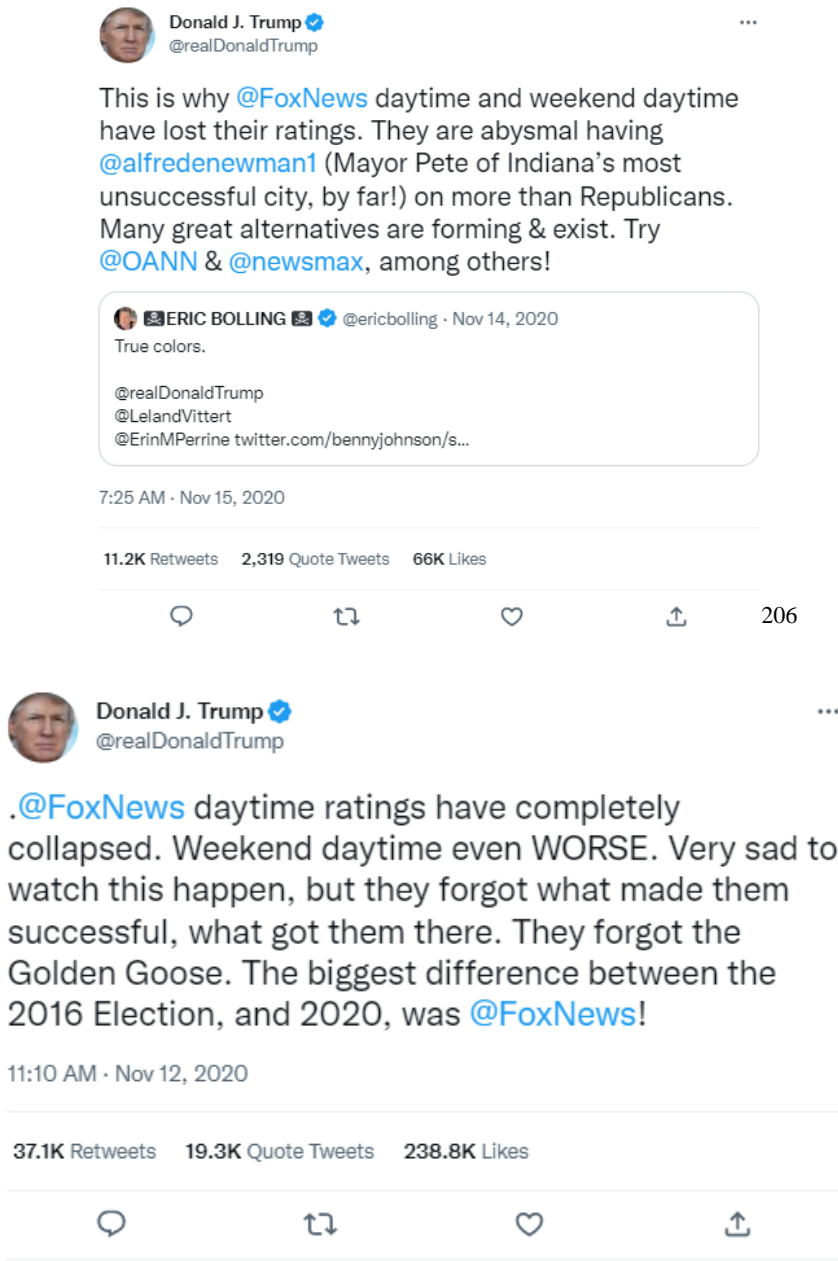 Donald J. Trump
@realDonaldTrump
This is why @FoxNews daytime and weekend daytime
have lost their ratings. They are abysmal having
@alfredenewman1 (Mayor Pete of Indiana’s most
unsuccessful city, by far!) on more than Republicans.
Many great alternatives are forming & exist. Try
@OANN & @newsmax, among others!
ERIC BOLLING @ericbolling · Nov 14, 2020
True colors.
@realDonaldTrump
@LelandVittert
@ErinMPerrine twitter.com/bennyjohnson/s...
7:25 AM · Nov 15, 2020
11.2K Retweets 2,319 Quote Tweets 66K Likes
206
Donald J. Trump
@realDonaldTrump
.@FoxNews daytime ratings have completely
collapsed. Weekend daytime even WORSE. Very sad to
watch this happen, but they forgot what made them
successful, what got them there. They forgot the
Golden Goose. The biggest difference between the
2016 Election, and 2020, was @FoxNews!
11:10 AM · Nov 12, 2020
37.1K Retweets 19.3K Quote Tweets 238.8K Likes